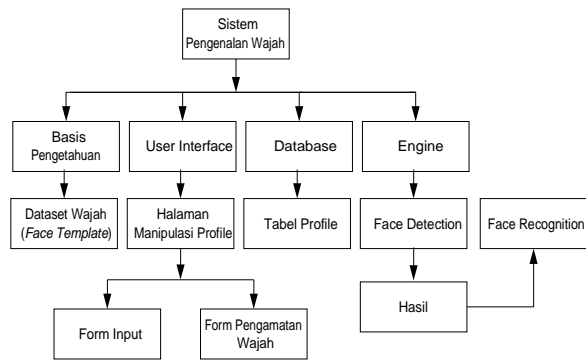 Sistem
Pengenalan Wajah
Basis
Pengetahuan
User Interface
Database
Engine
Dataset Wajah
(Face Template)
Halaman
Manipulasi Profile
Tabel Profile
Face Detection
Face Recognition
Hasil
Form Input
Form Pengamatan
Wajah